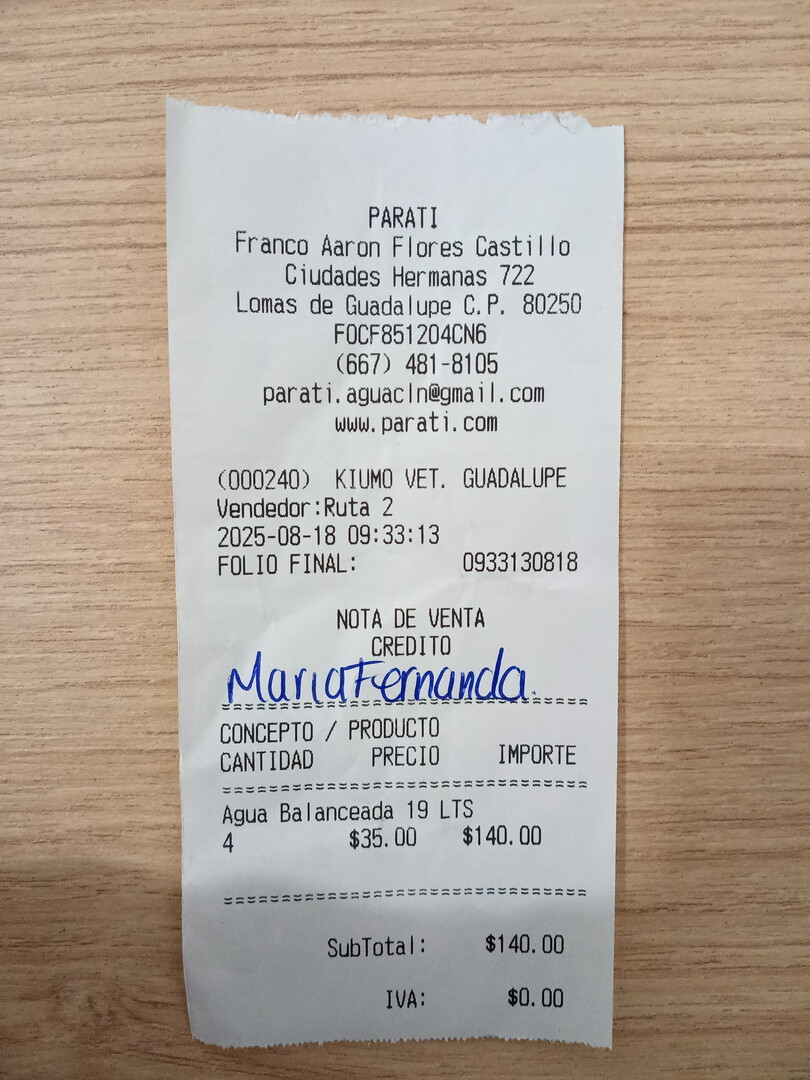 PARATI
Franco Aaron Flores Castillo
Ciudades Hermanas 722
Lomas de Guadalupe C.P. 80250
FOCF851204CN6
(667) 481-8105
parati.aguacln@gmail.com
www.parati.com
(000240) KIUMO VET. GUADALUPE
Vendedor:Ruta 2
2025-08-18 09:33:13
FOLIO FINAL: 0933130818
NOTA DE VENTA
CREDITO
Maria Fernanda.
CONCEPTO / PRODUCTO
CANTIDAD PRECIO IMPORTE
Agua Balanceada 19 LTS
4 $35.00 $140.00
SubTotal: $140.00
IVA: $0.00